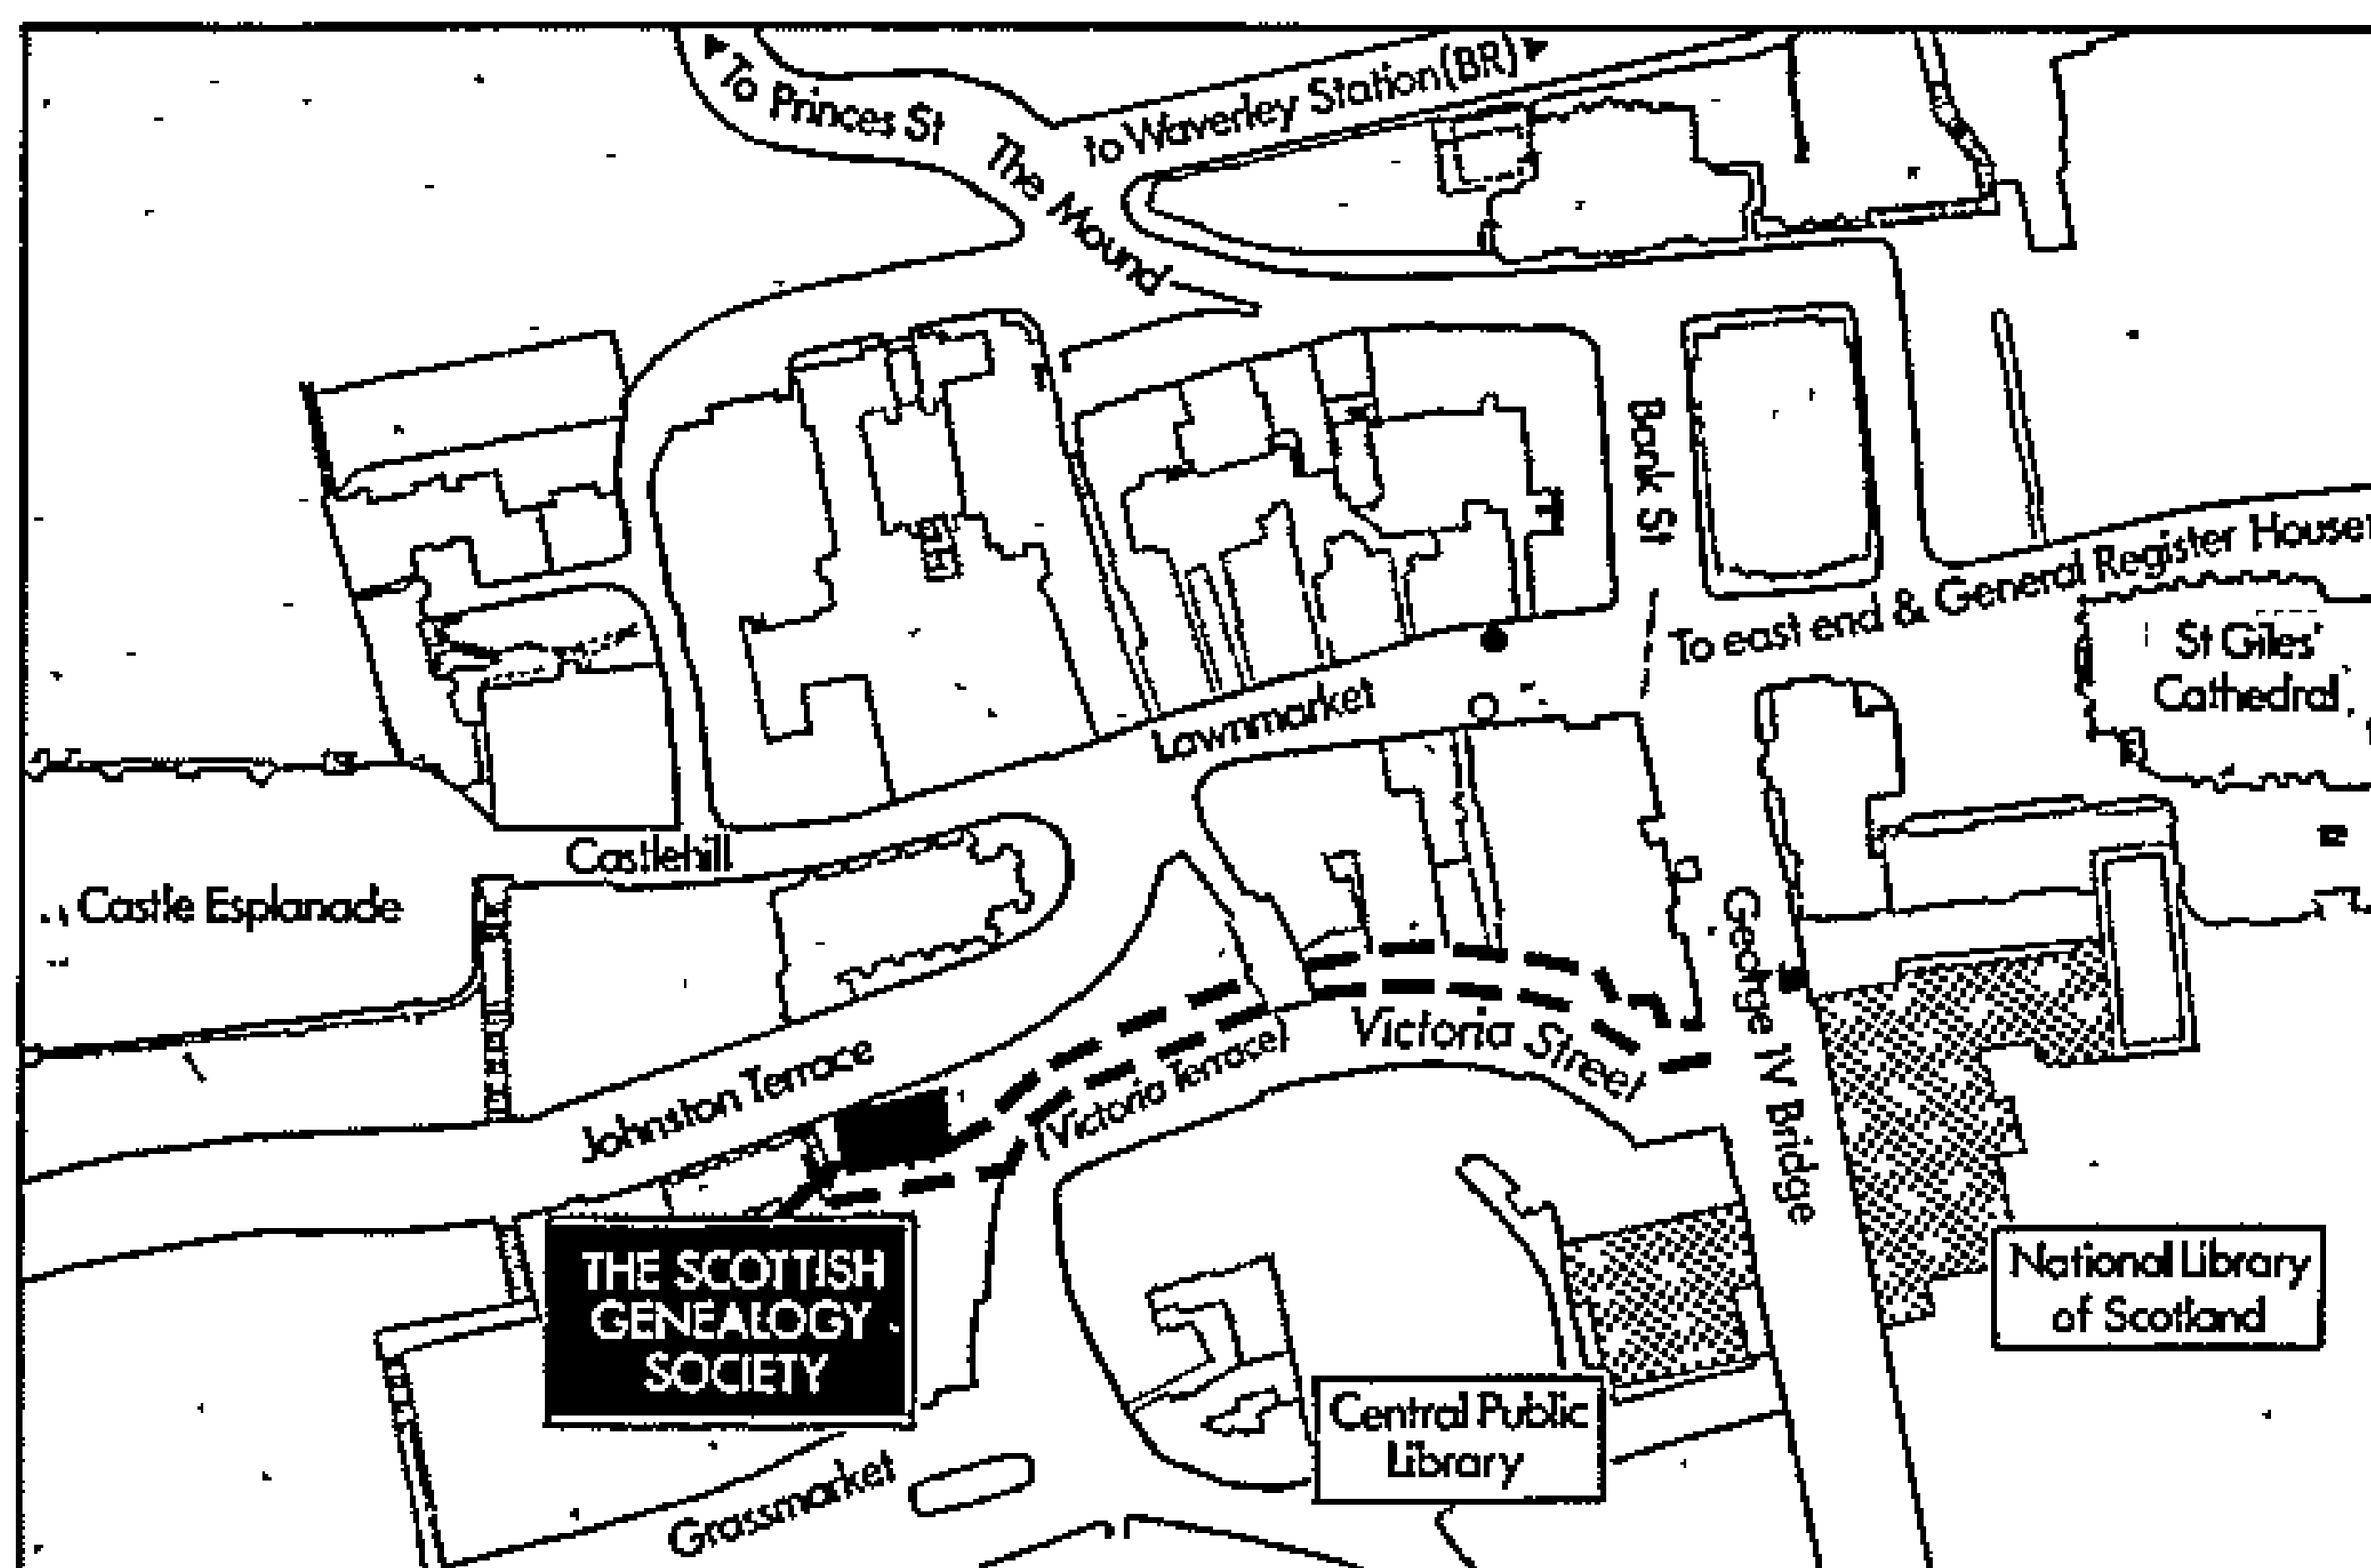 To Princes St
to Waverley Station (BR)
The Mound
Bank St
To east end & General Register House
St Giles'
Cathedral
Lawnmarket
Castlehill
Castle Esplanade
George IV Bridge
Victoria Street
(Victoria Terrace)
Johnston Terrace
THE SCOTTISH
GENEALOGY
SOCIETY
National Library
of Scotland
Central Public
Library
Grassmarket